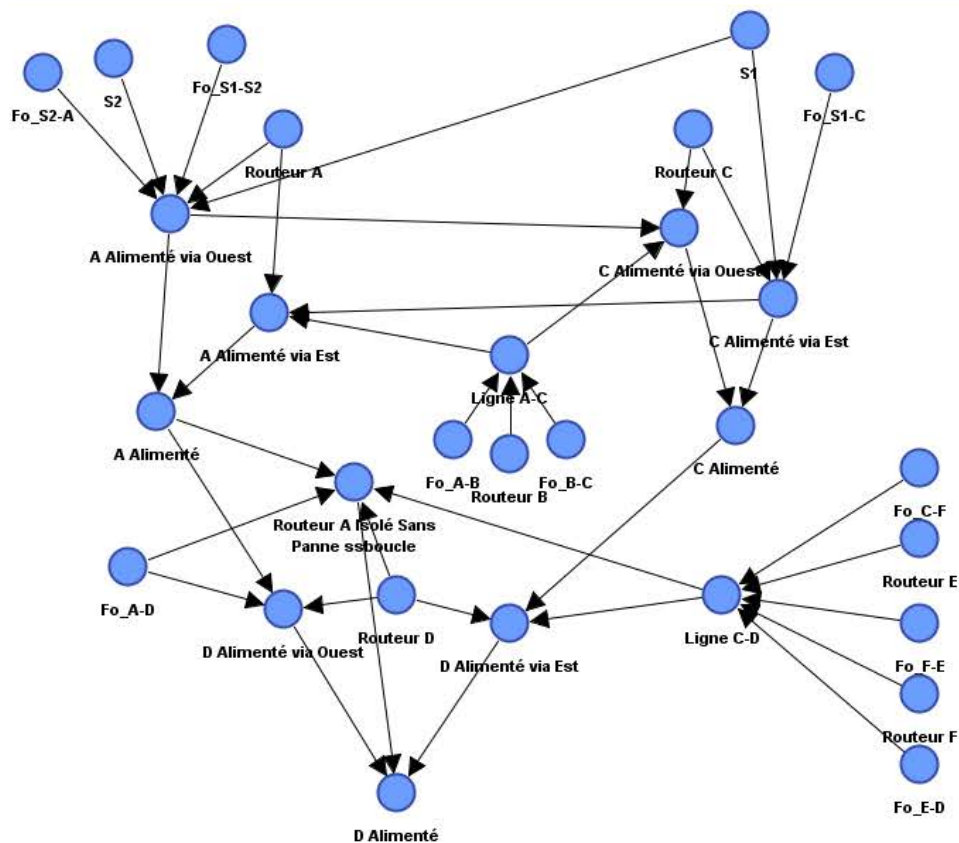 Fo_S2-A
S2
Fo_S1-S2
S1
Fo_S1-C
Routeur A
Routeur C
A Alimenté via Ouest
C Alimenté via Ouest
A Alimenté via Est
C Alimenté via Est
Ligne A-C
A Alimenté
Fo_A-B
Routeur B
Fo_B-C
C Alimenté
Routeur A Isolé Sans
Panne ssboucle
Fo_C-F
Fo_A-D
Routeur E
D Alimenté via Ouest
Routeur D
D Alimenté via Est
Ligne C-D
Fo_F-E
Routeur F
Fo_E-D
D Alimenté